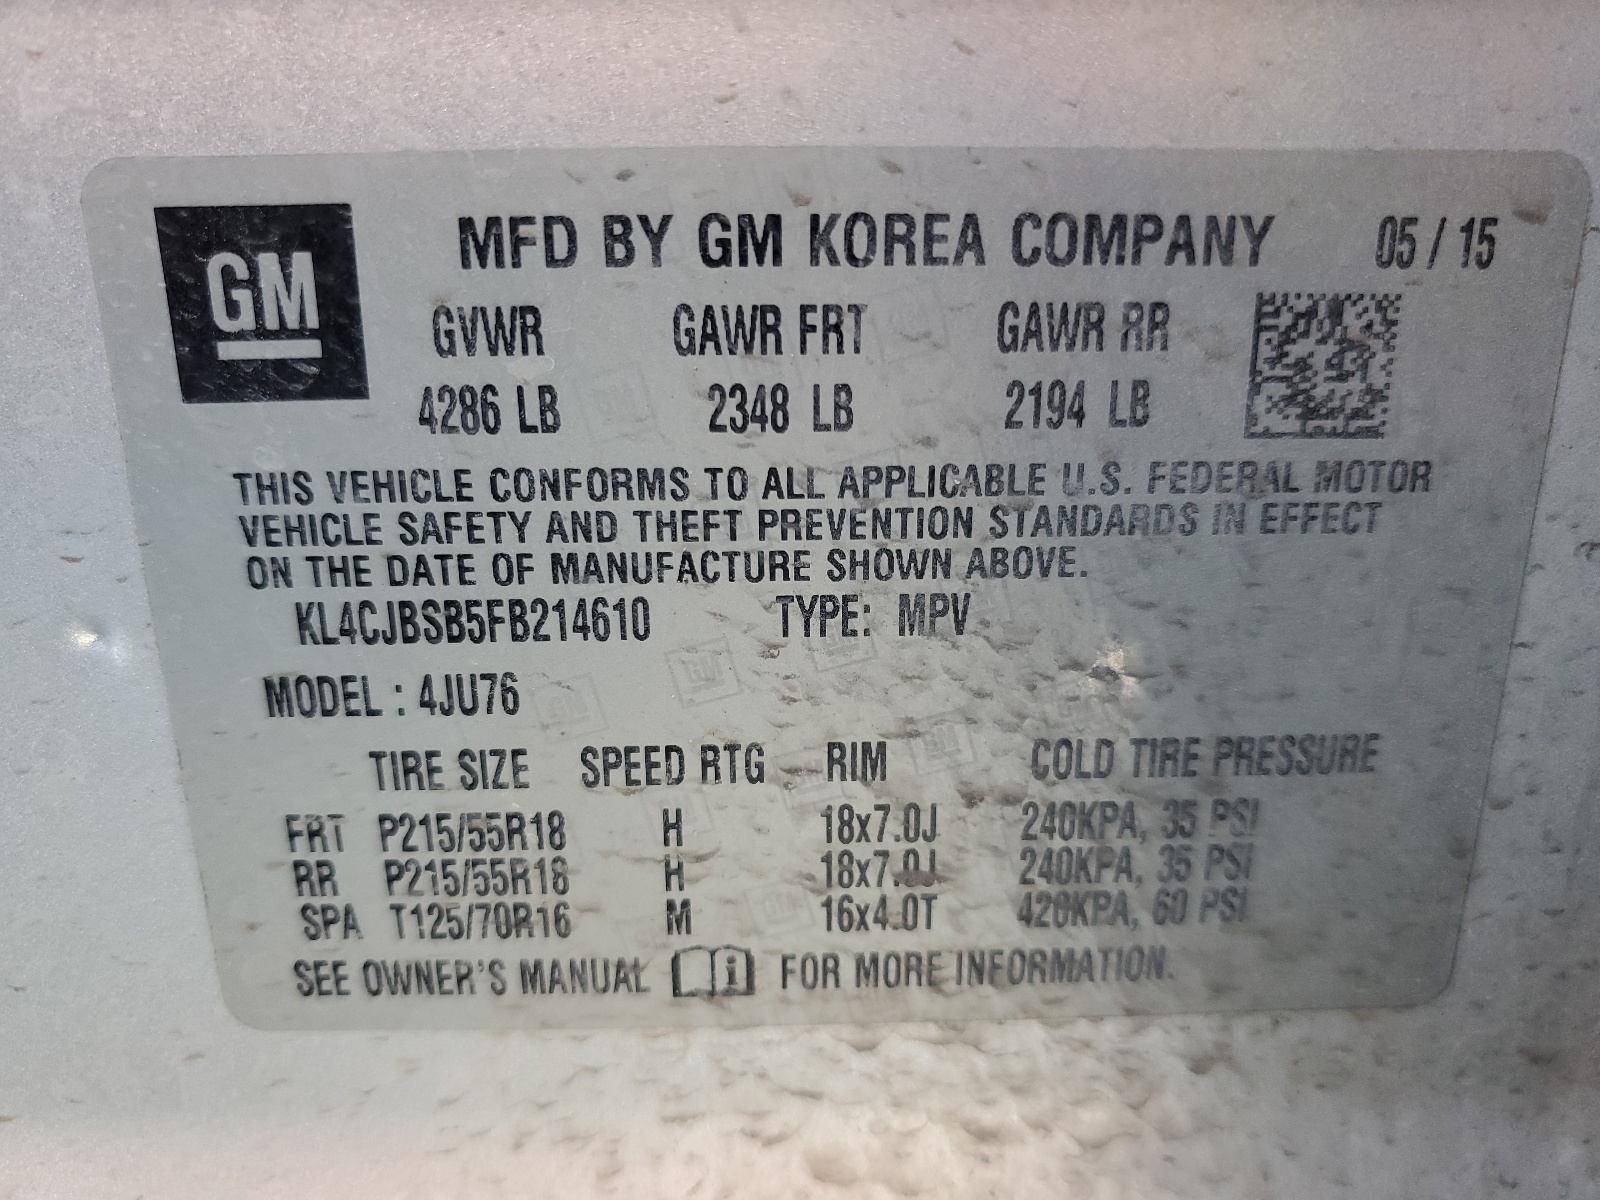 GM
MFD BY GM KOREA COMPANY 05 / 15
GVWR GAWR FRT GAWR RR
4286 LB 2348 LB 2194 LB
THIS VEHICLE CONFORMS TO ALL APPLICABLE U.S. FEDERAL MOTOR
VEHICLE SAFETY AND THEFT PREVENTION STANDARDS IN EFFECT
ON THE DATE OF MANUFACTURE SHOWN ABOVE.
KL4CJBSB5FB214610 TYPE: MPV
MODEL : 4JU76
TIRE SIZE SPEED RTG RIM COLD TIRE PRESSURE
FRT P215/55R18 H 18x7.0J 240KPA, 35 PSI
RR P215/55R18 H 18x7.0J 240KPA, 35 PSI
SPA T125/70R16 M 16x4.0T 420KPA, 60 PSI
SEE OWNER'S MANUAL i FOR MORE INFORMATION.